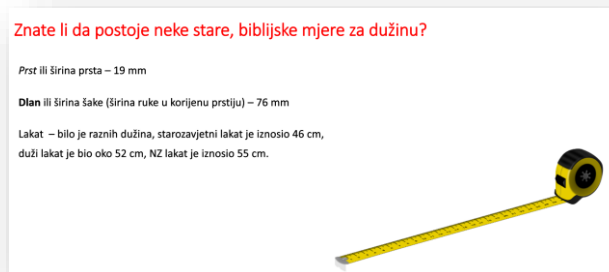 Znate li da postoje neke stare, biblijske mjere za dužinu?
Prst ili širina prsta – 19 mm
Dlan ili širina šake (širina ruke u korijenu prstiju) – 76 mm
Lakat – bilo je raznih dužina, starozavjetni lakat je iznosio 46 cm,
duži lakat je bio oko 52 cm, NZ lakat je iznosio 55 cm.